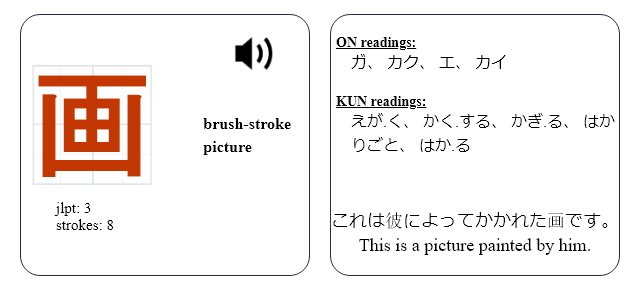 画
brush-stroke
picture
jlpt: 3
strokes: 8
ON readings:
ガ、 カク、 エ、 カイ
KUN readings:
えが.く、 かく.する、 かぎ.る、 はか
りごと、 はか.る
これは彼によってかかれた画です。
This is a picture painted by him.